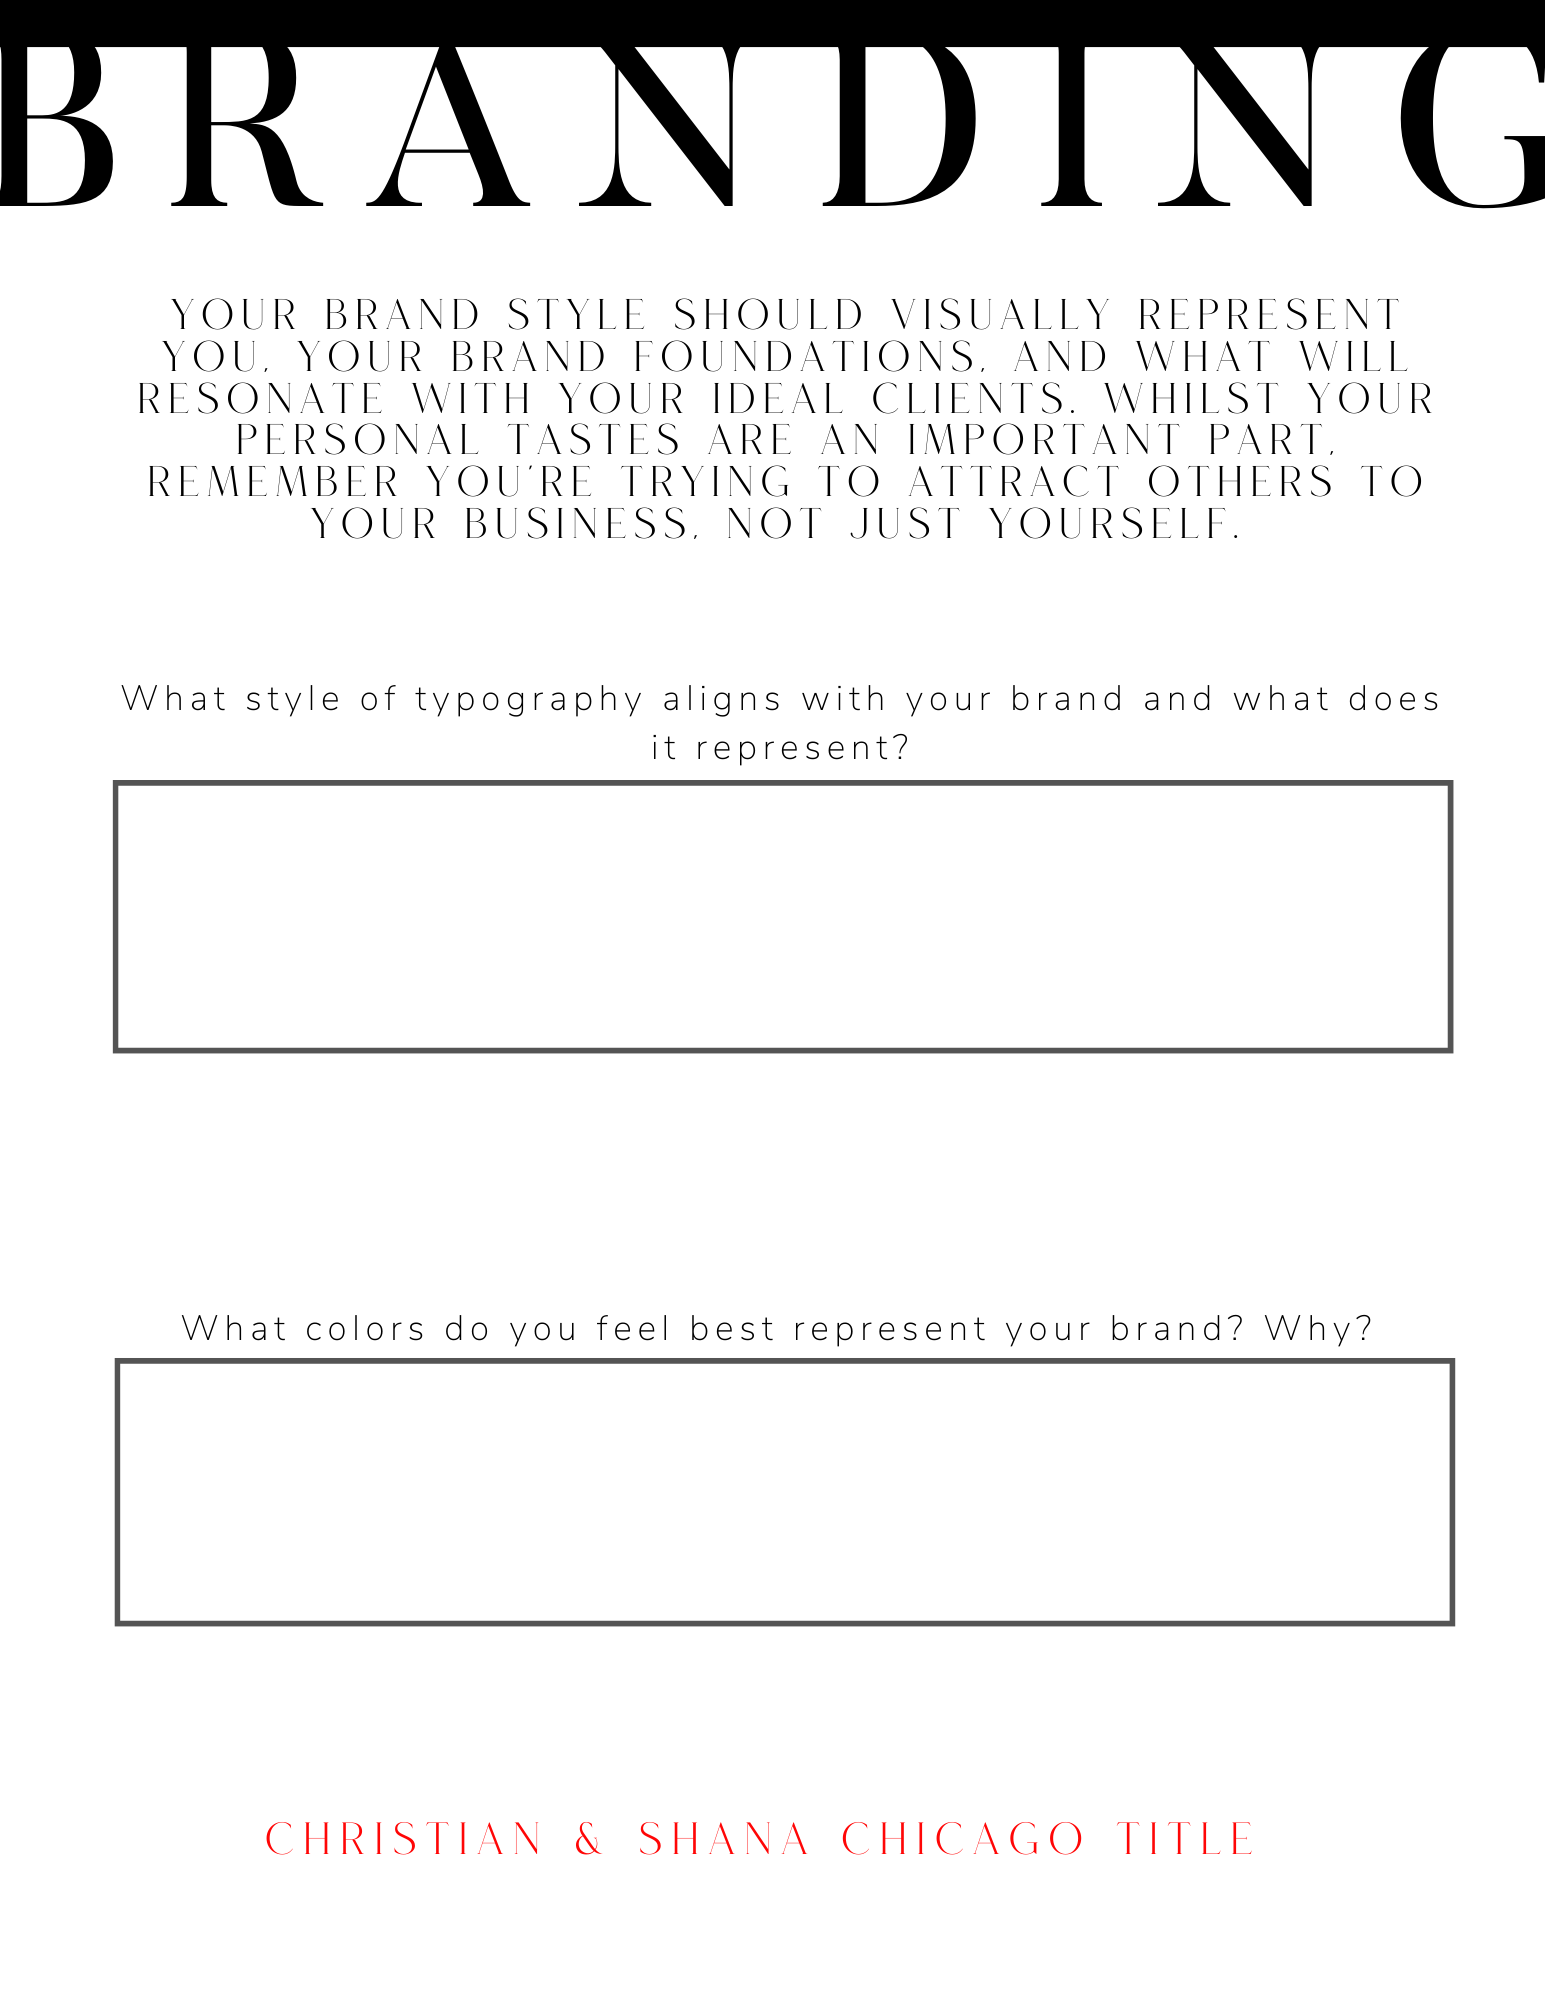 BRANDING
YOUR BRAND STYLE SHOULD VISUALLY REPRESENT
YOU, YOUR BRAND FOUNDATIONS, AND WHAT WILL
RESONATE WITH YOUR IDEAL CLIENTS. WHILST YOUR
PERSONAL TASTES ARE AN IMPORTANT PART,
REMEMBER YOU'RE TRYING TO ATTRACT OTHERS TO
YOUR BUSINESS, NOT JUST YOURSELF.
What style of typography aligns with your brand and what does
it represent?
What colors do you feel best represent your brand? Why?
CHRISTIAN & SHANA CHICAGO TITLE